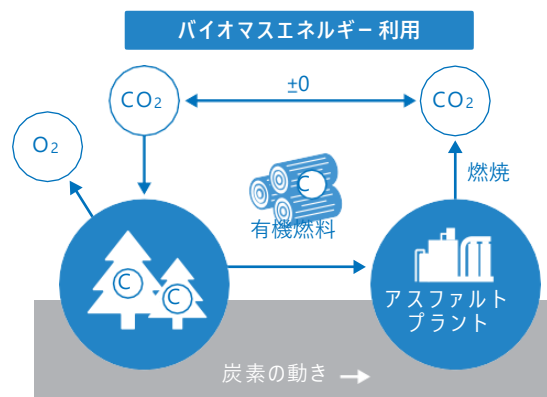 バイオマスエネルギー利用
CO₂
±0
CO₂
O₂
C
燃焼
有機燃料
C
C
アスファルト
プラント
炭素の動き →